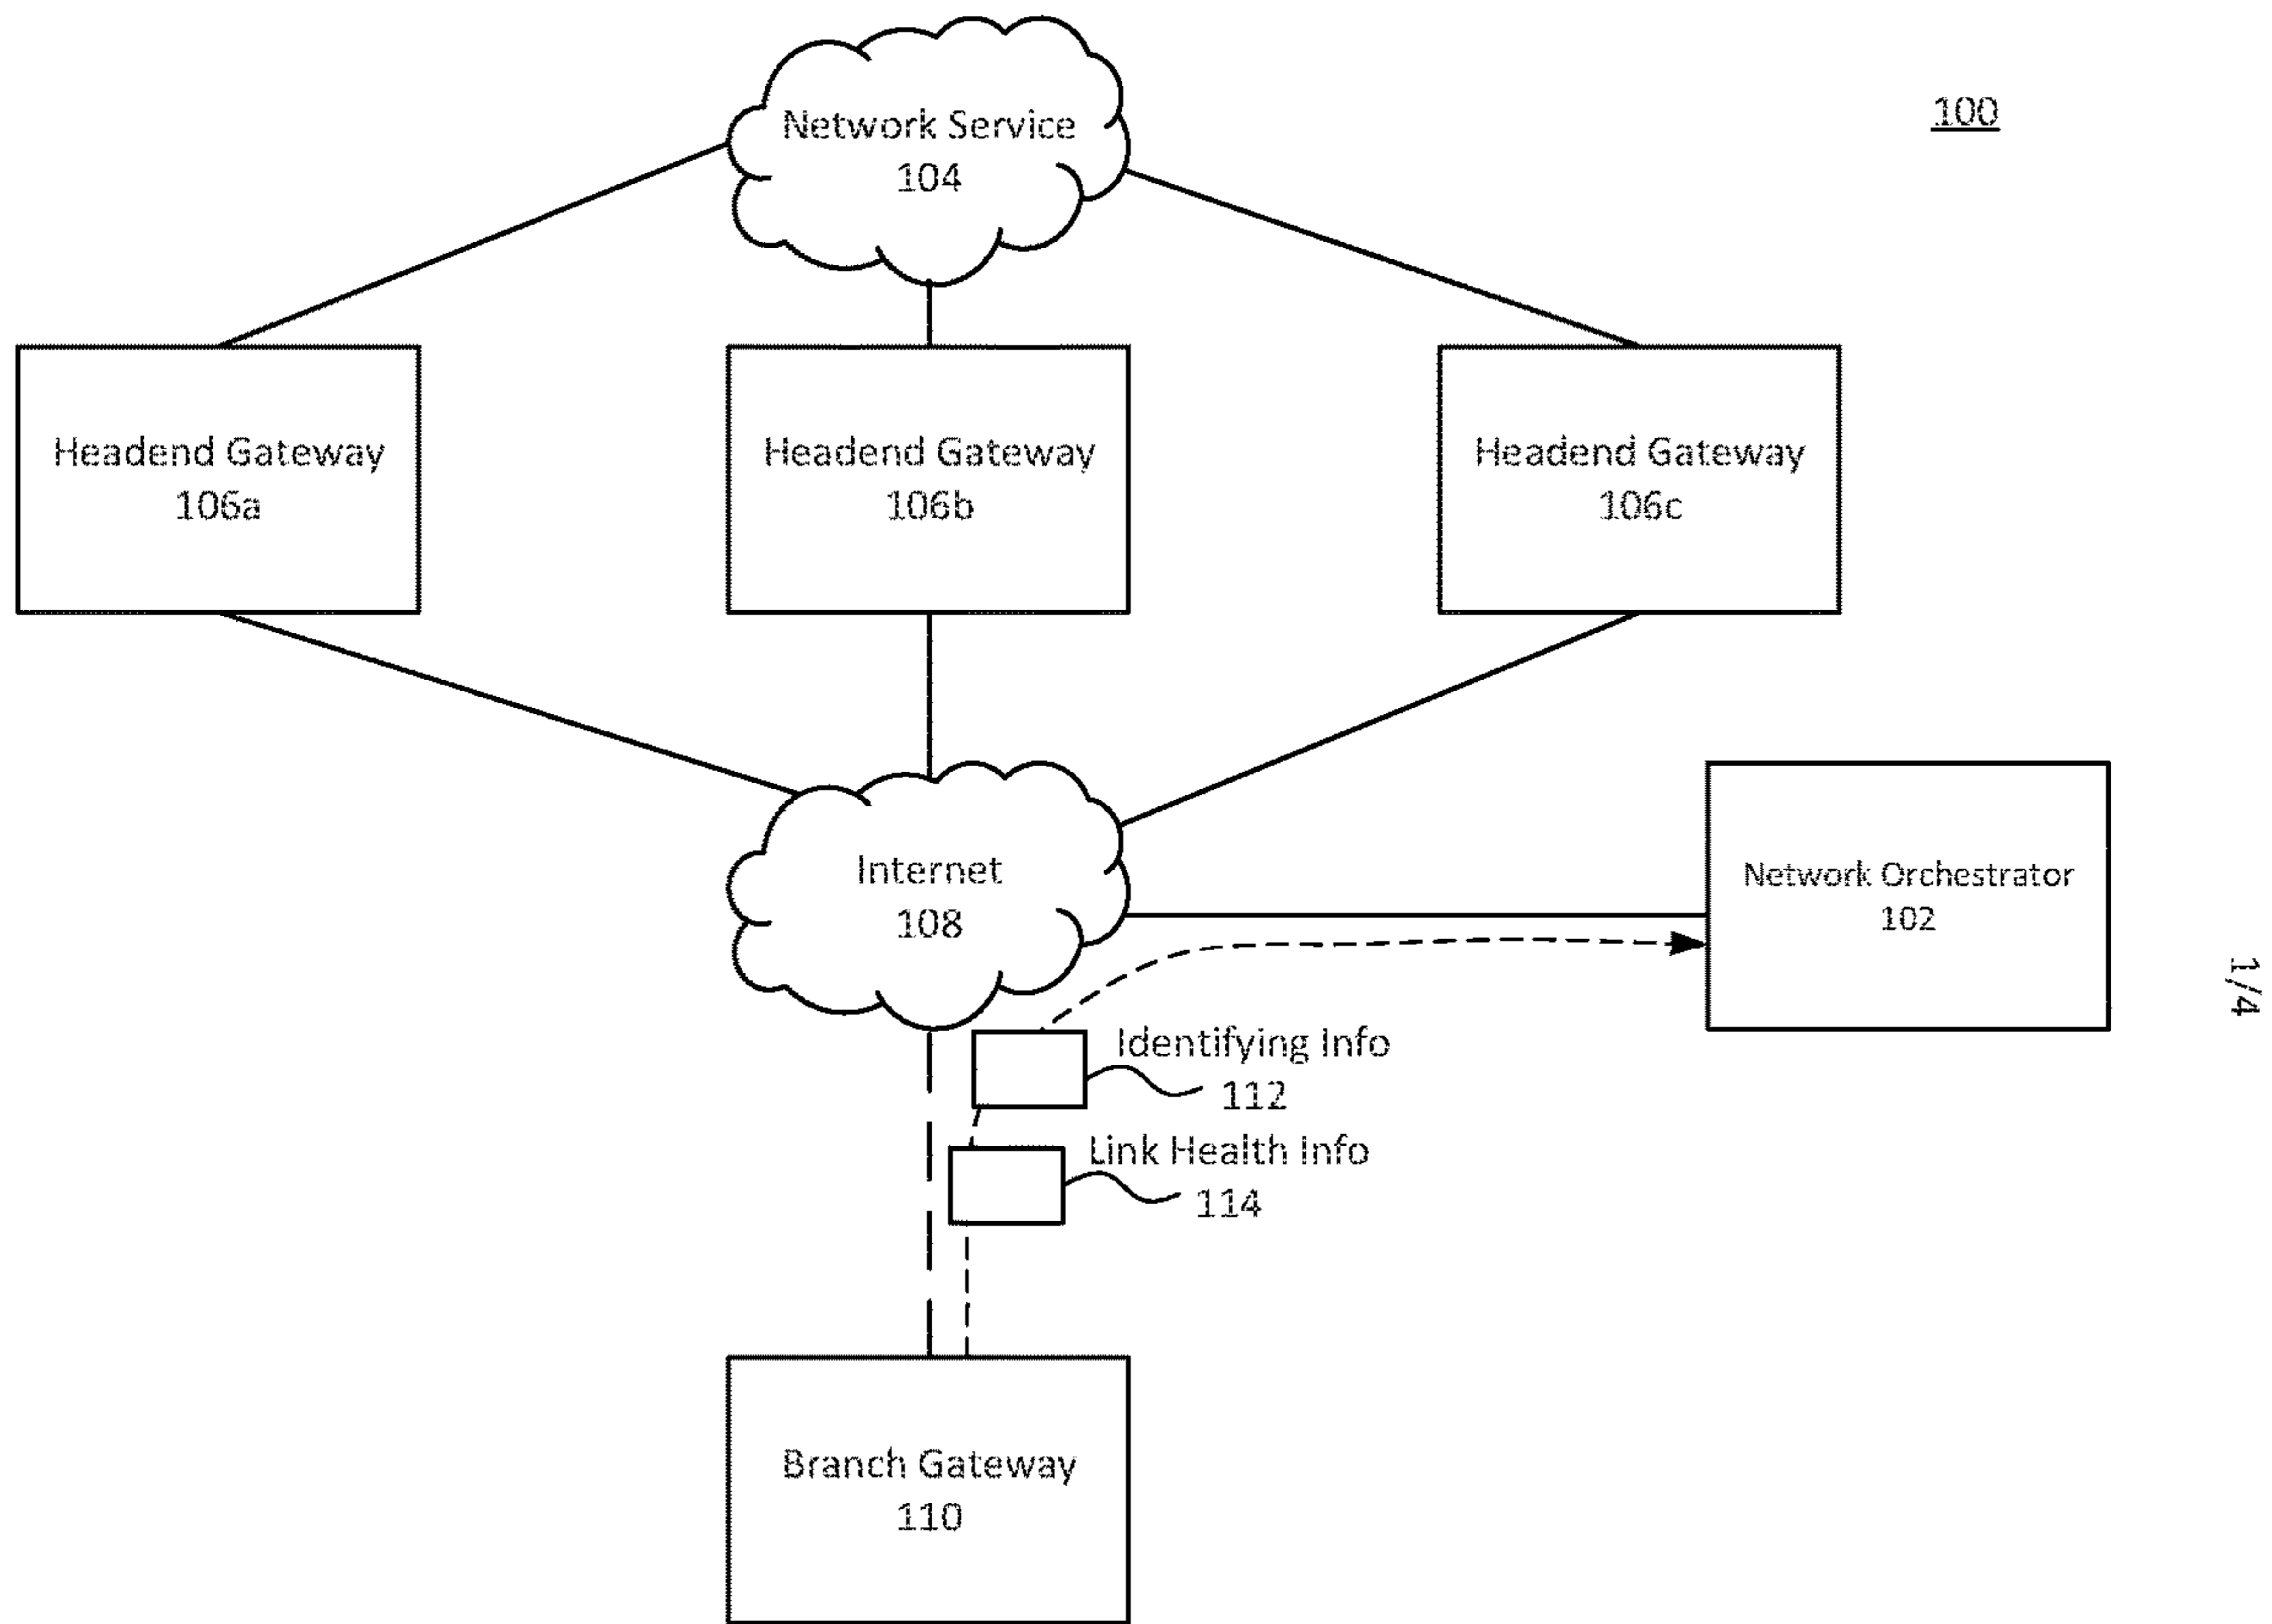 100
Network Service
104
Headend Gateway
106a
Headend Gateway
106b
Headend Gateway
106c
Internet
108
Network Orchestrator
102
1/4
Identifying Info
112
Link Health Info
114
Branch Gateway
110